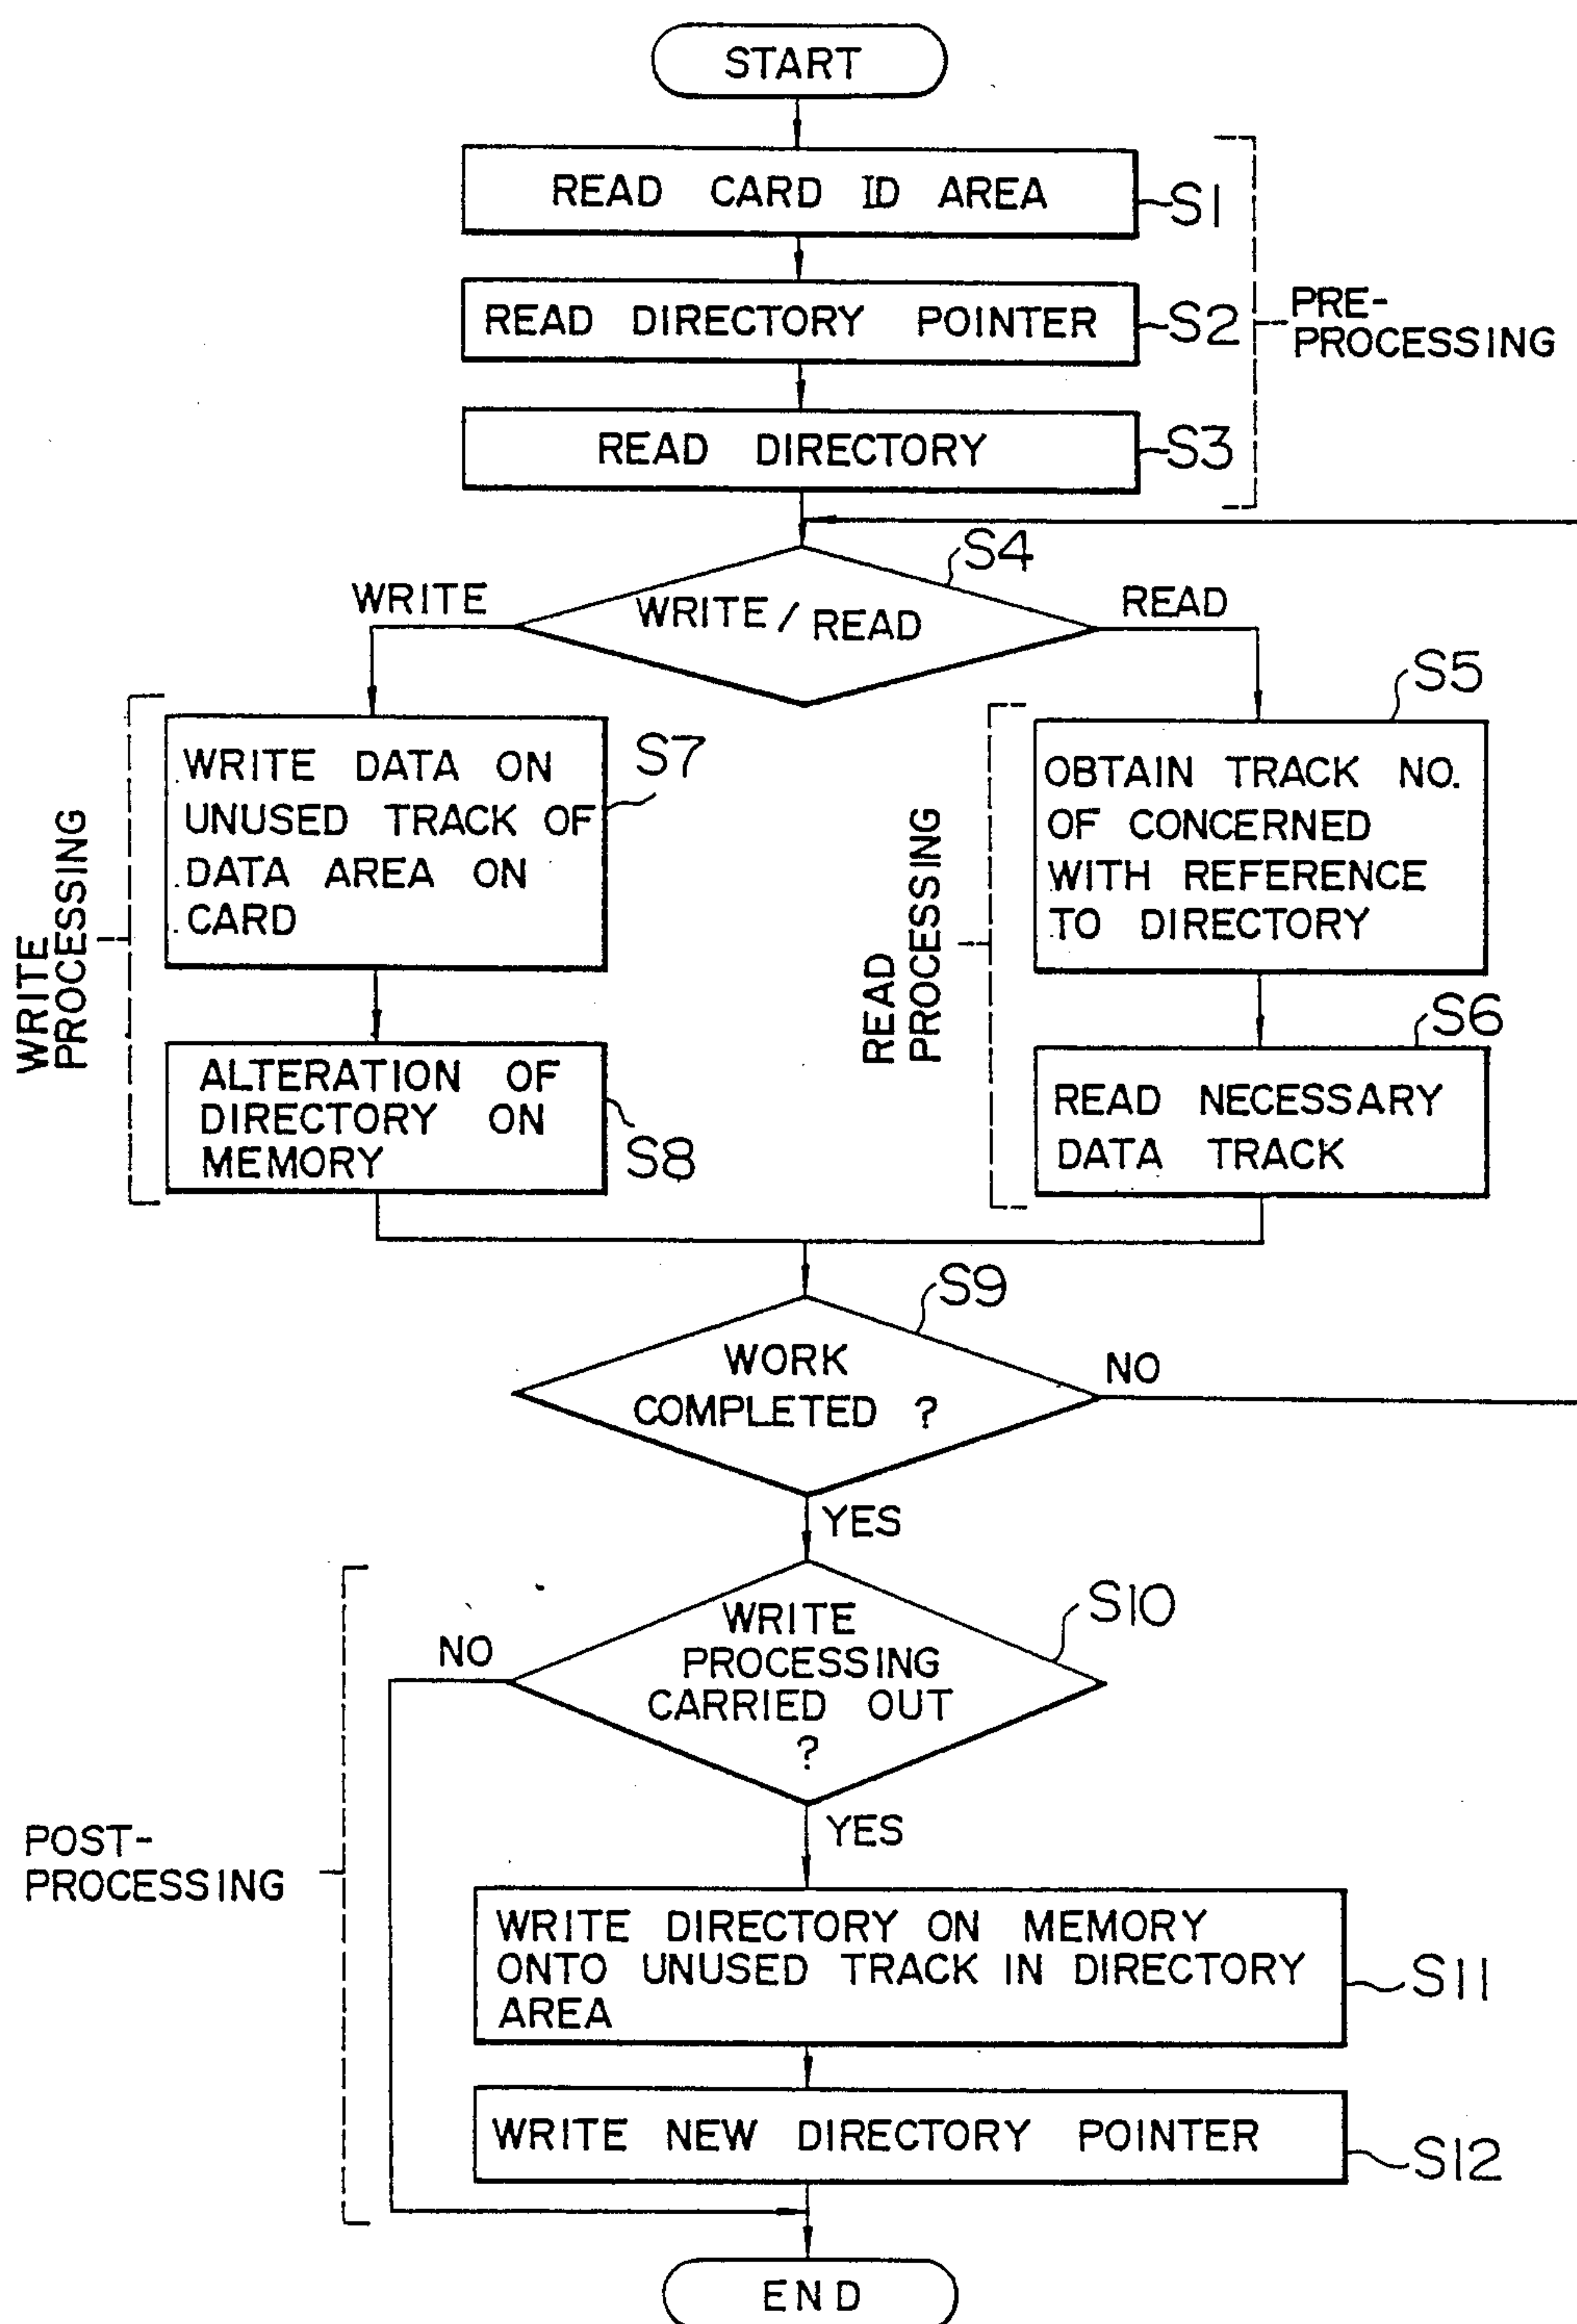 START
READ CARD ID AREA
S1
READ DIRECTORY POINTER
S2
PRE-
PROCESSING
READ DIRECTORY
S3
S4
WRITE
WRITE / READ
READ
S5
WRITE DATA ON
UNUSED TRACK OF
DATA AREA ON
CARD
S7
OBTAIN TRACK NO.
OF CONCERNED
WITH REFERENCE
TO DIRECTORY
WRITE
PROCESSING
READ
PROCESSING
S6
ALTERATION OF
DIRECTORY ON
MEMORY
S8
READ NECESSARY
DATA TRACK
S9
WORK
COMPLETED ?
NO
YES
S10
WRITE
PROCESSING
CARRIED OUT
?
NO
YES
POST-
PROCESSING
WRITE DIRECTORY ON MEMORY
ONTO UNUSED TRACK IN DIRECTORY
AREA
S11
WRITE NEW DIRECTORY POINTER
S12
END